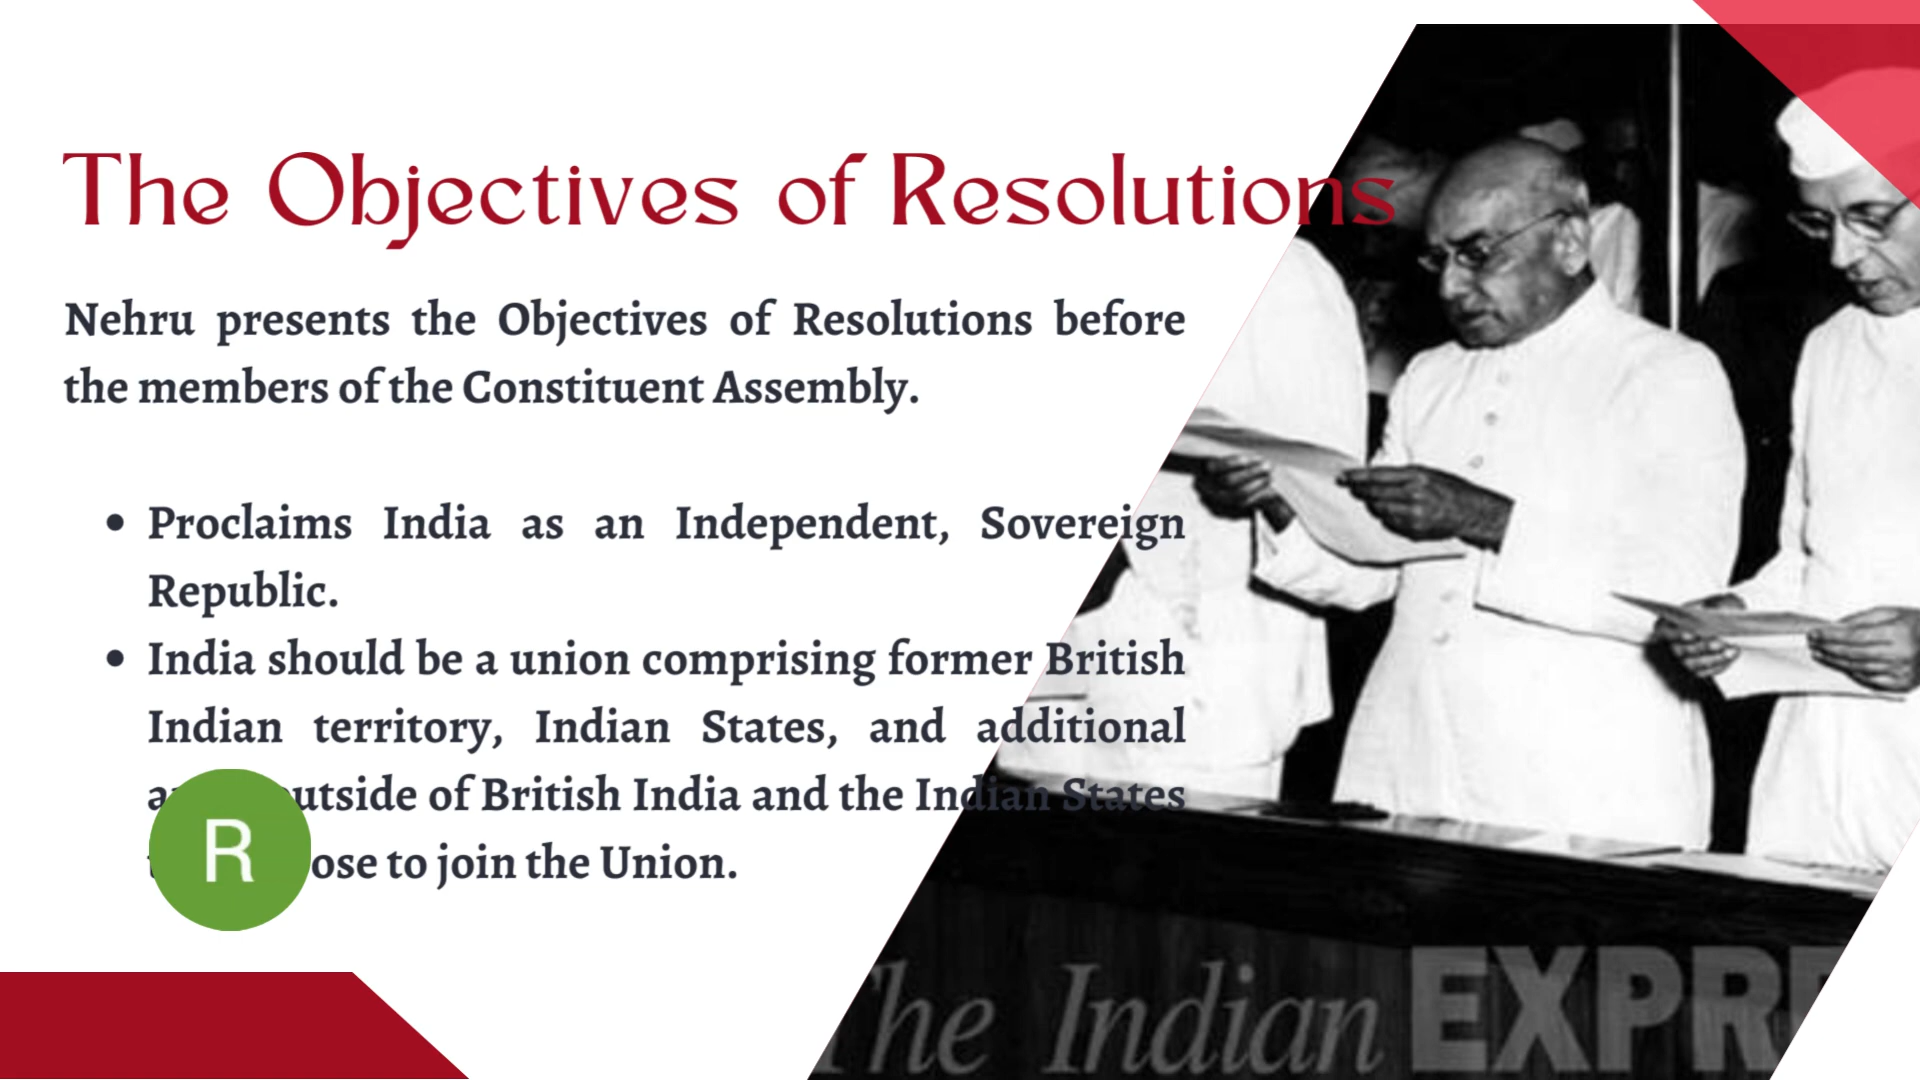 The Objectives of Resolutions
Nehru presents the Objectives of Resolutions before
the members of the Constituent Assembly.
• Proclaims India as an Independent, Sovereign
Republic.
• India should be a union comprising former British
Indian territory, Indian States, and additional
outside of British India and the Indian States
to join the Union.
R
The Indian EXPR